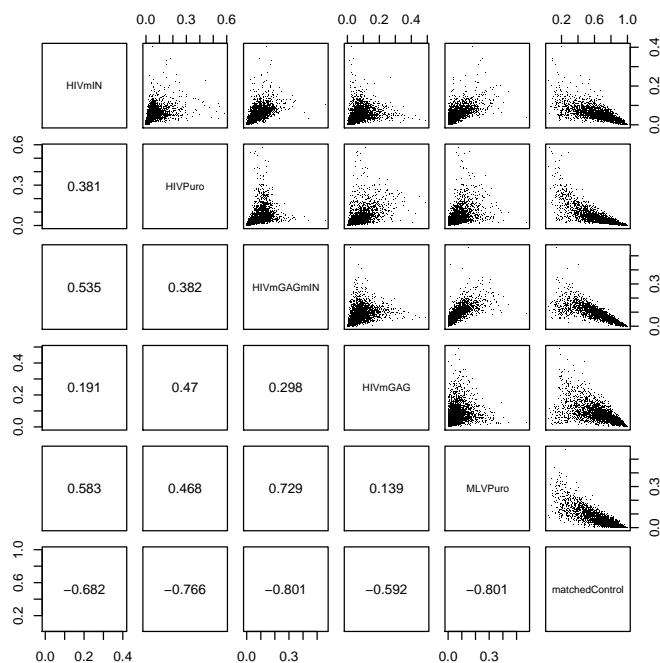 0.0 0.3 0.6
0.0 0.2 0.4
0.2 0.6 1.0
HIVmIN
0.0 0.2 0.4
0.0 0.3 0.6
0.381
HIVPuro
0.535
0.382
HIVmGAGmIN
0.0 0.3
0.0 0.2 0.4
0.191
0.47
0.298
HIVmGAG
0.583
0.468
0.729
0.139
MLVPuro
0.0 0.3
0.2 0.6 1.0
−0.682
−0.766
−0.801
−0.592
−0.801
matchedControl
0.0 0.2 0.4
0.0 0.3
0.0 0.3